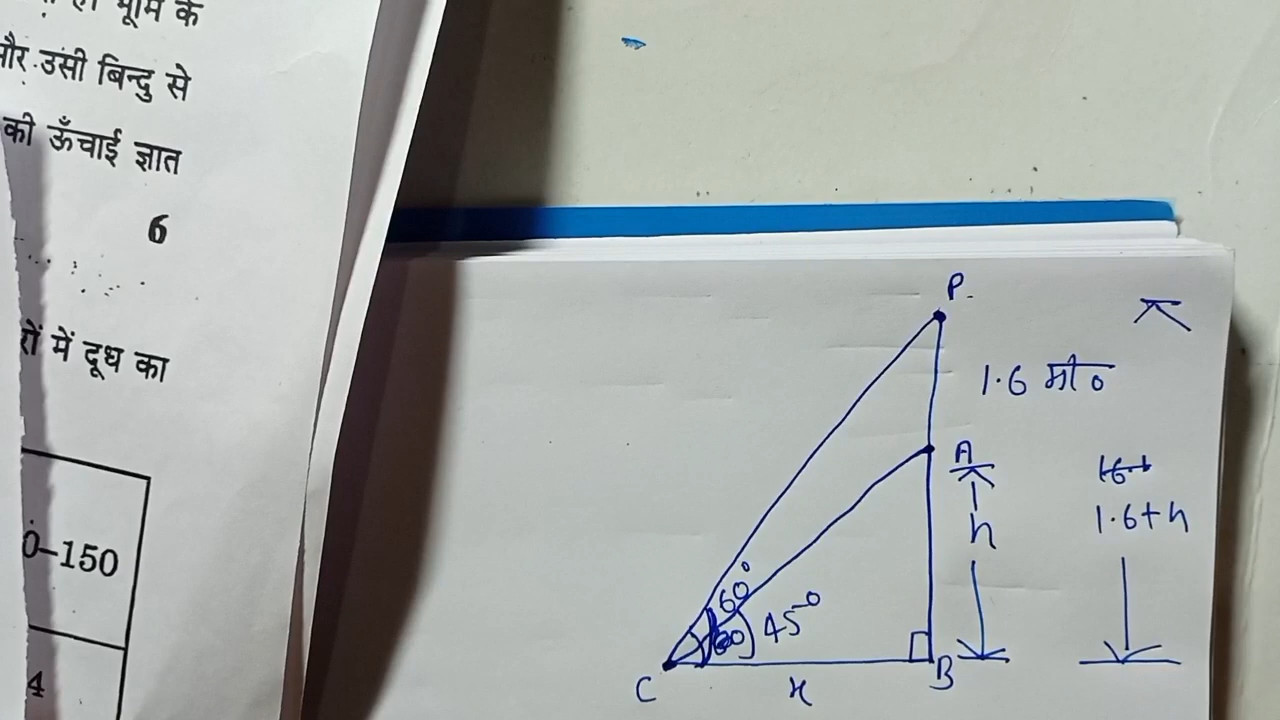 भूमि के
और उसी बिन्दु से
की ऊँचाई ज्ञात
6
में दूध का
0–150
4
P.
1.6 मी०
A
h
1.6+h
60°
45°
C
x
B